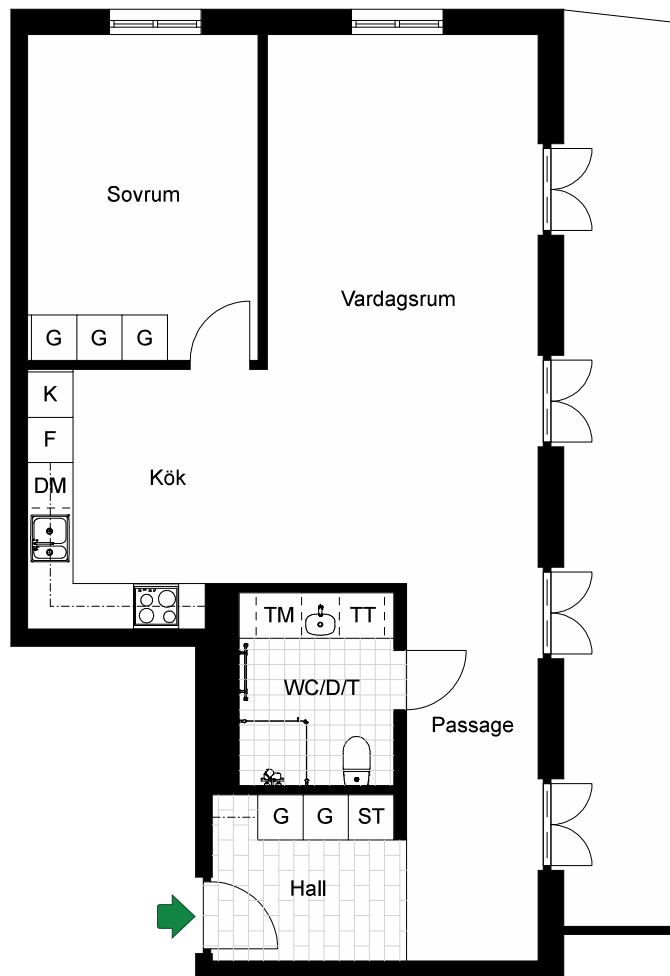 Sovrum
Vardagsrum
G G G
K
F
DM
Kök
TM TT
WC/D/T
Passage
G G ST
Hall